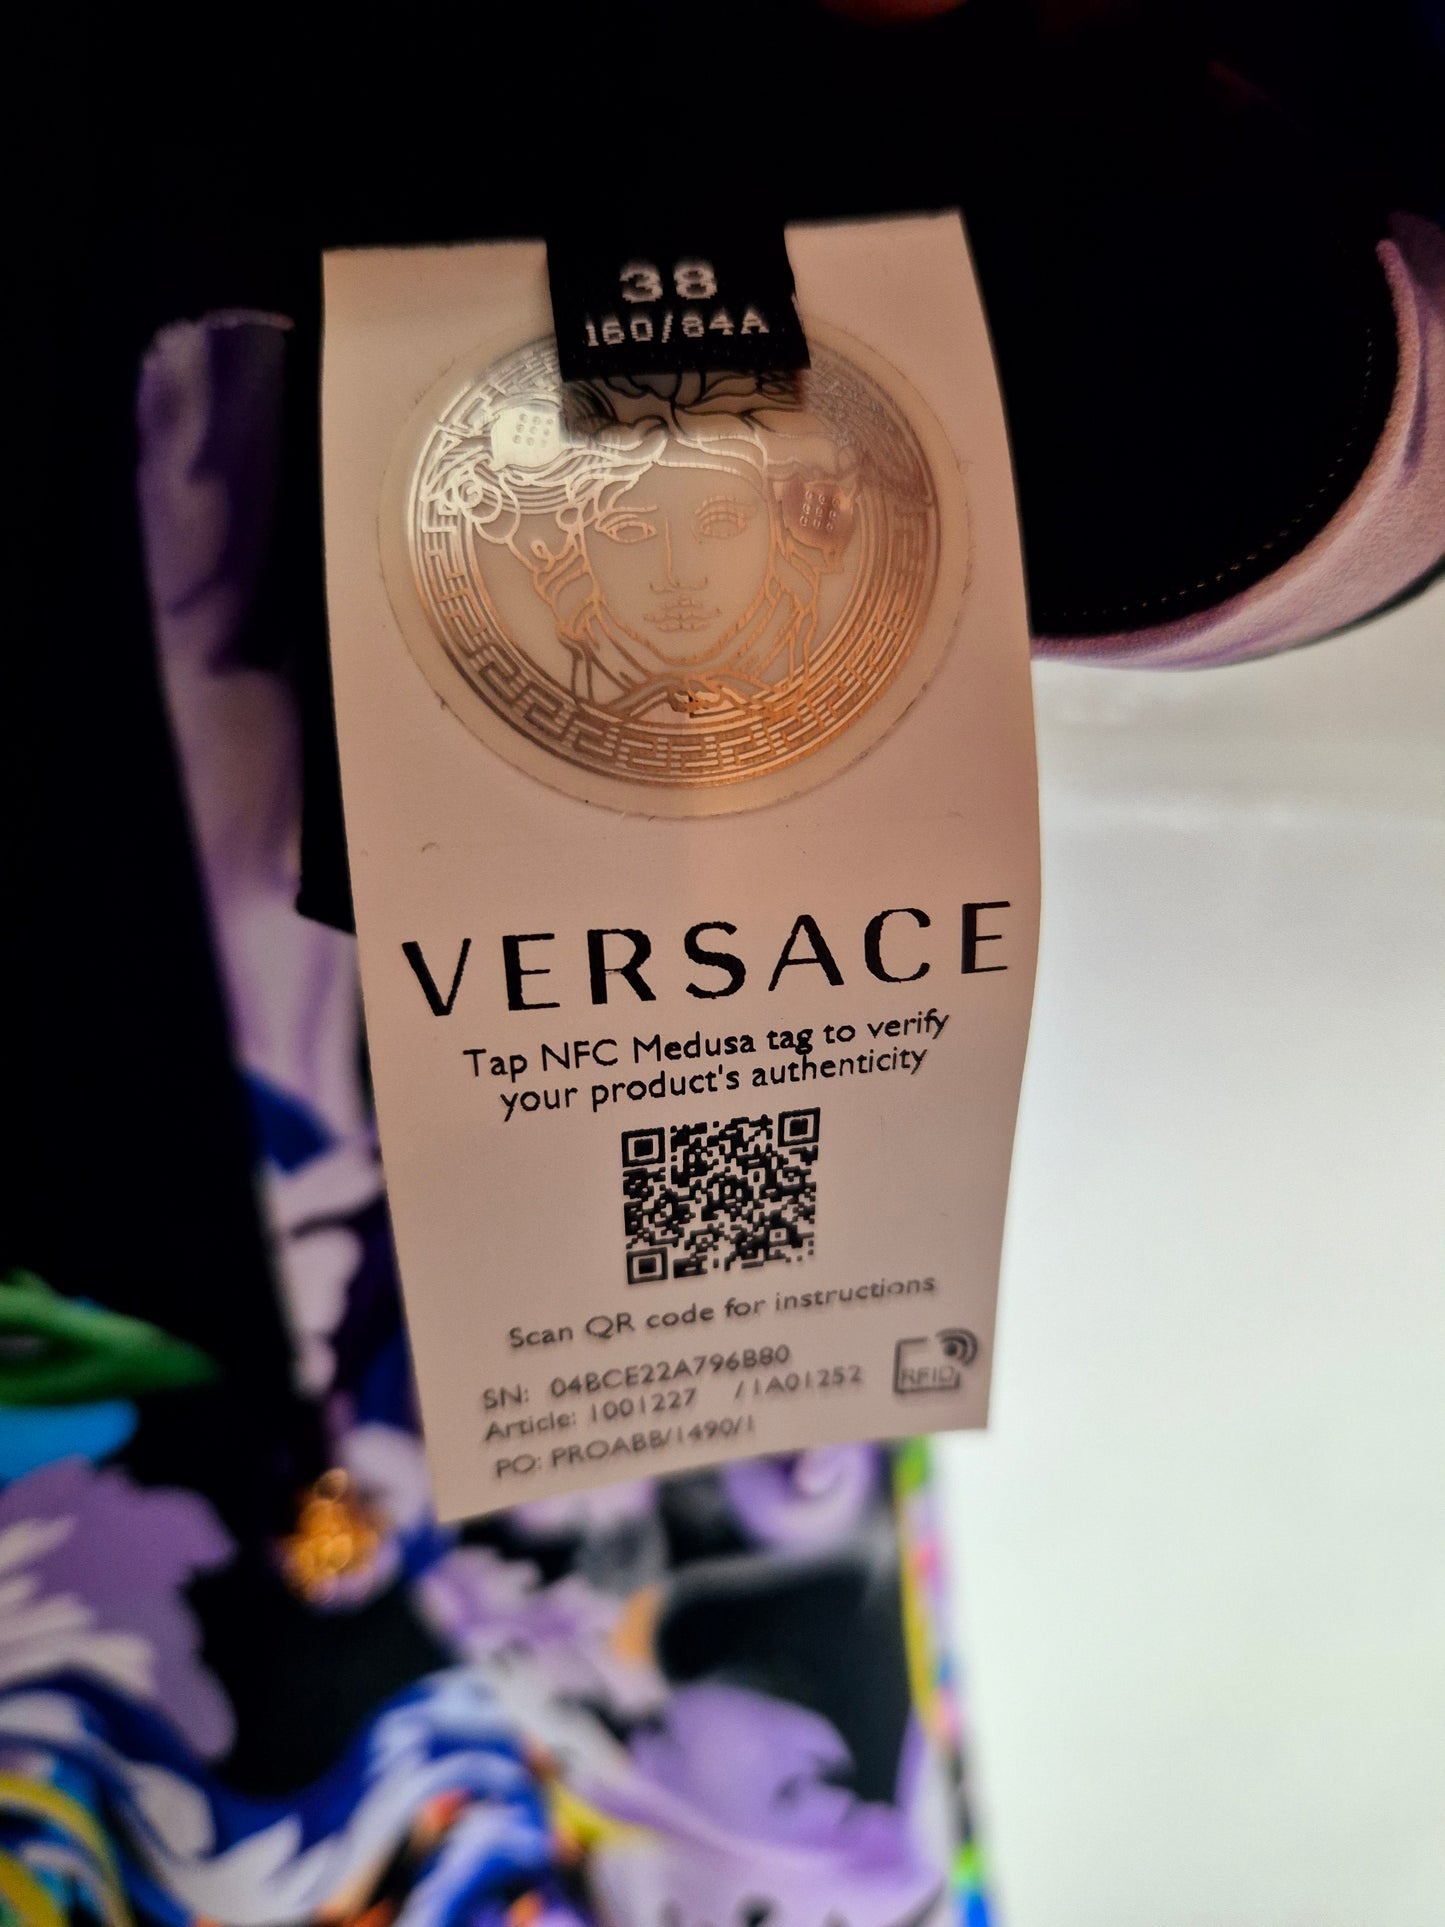 38
160/84A
VERSACE
Tap NFC Medusa tag to verify
your product's authenticity
Scan QR code for instructions
SN: 04BCE22A796B80
Article: 1001227 /1A01252
PO: PROABB/1490/1
RFID